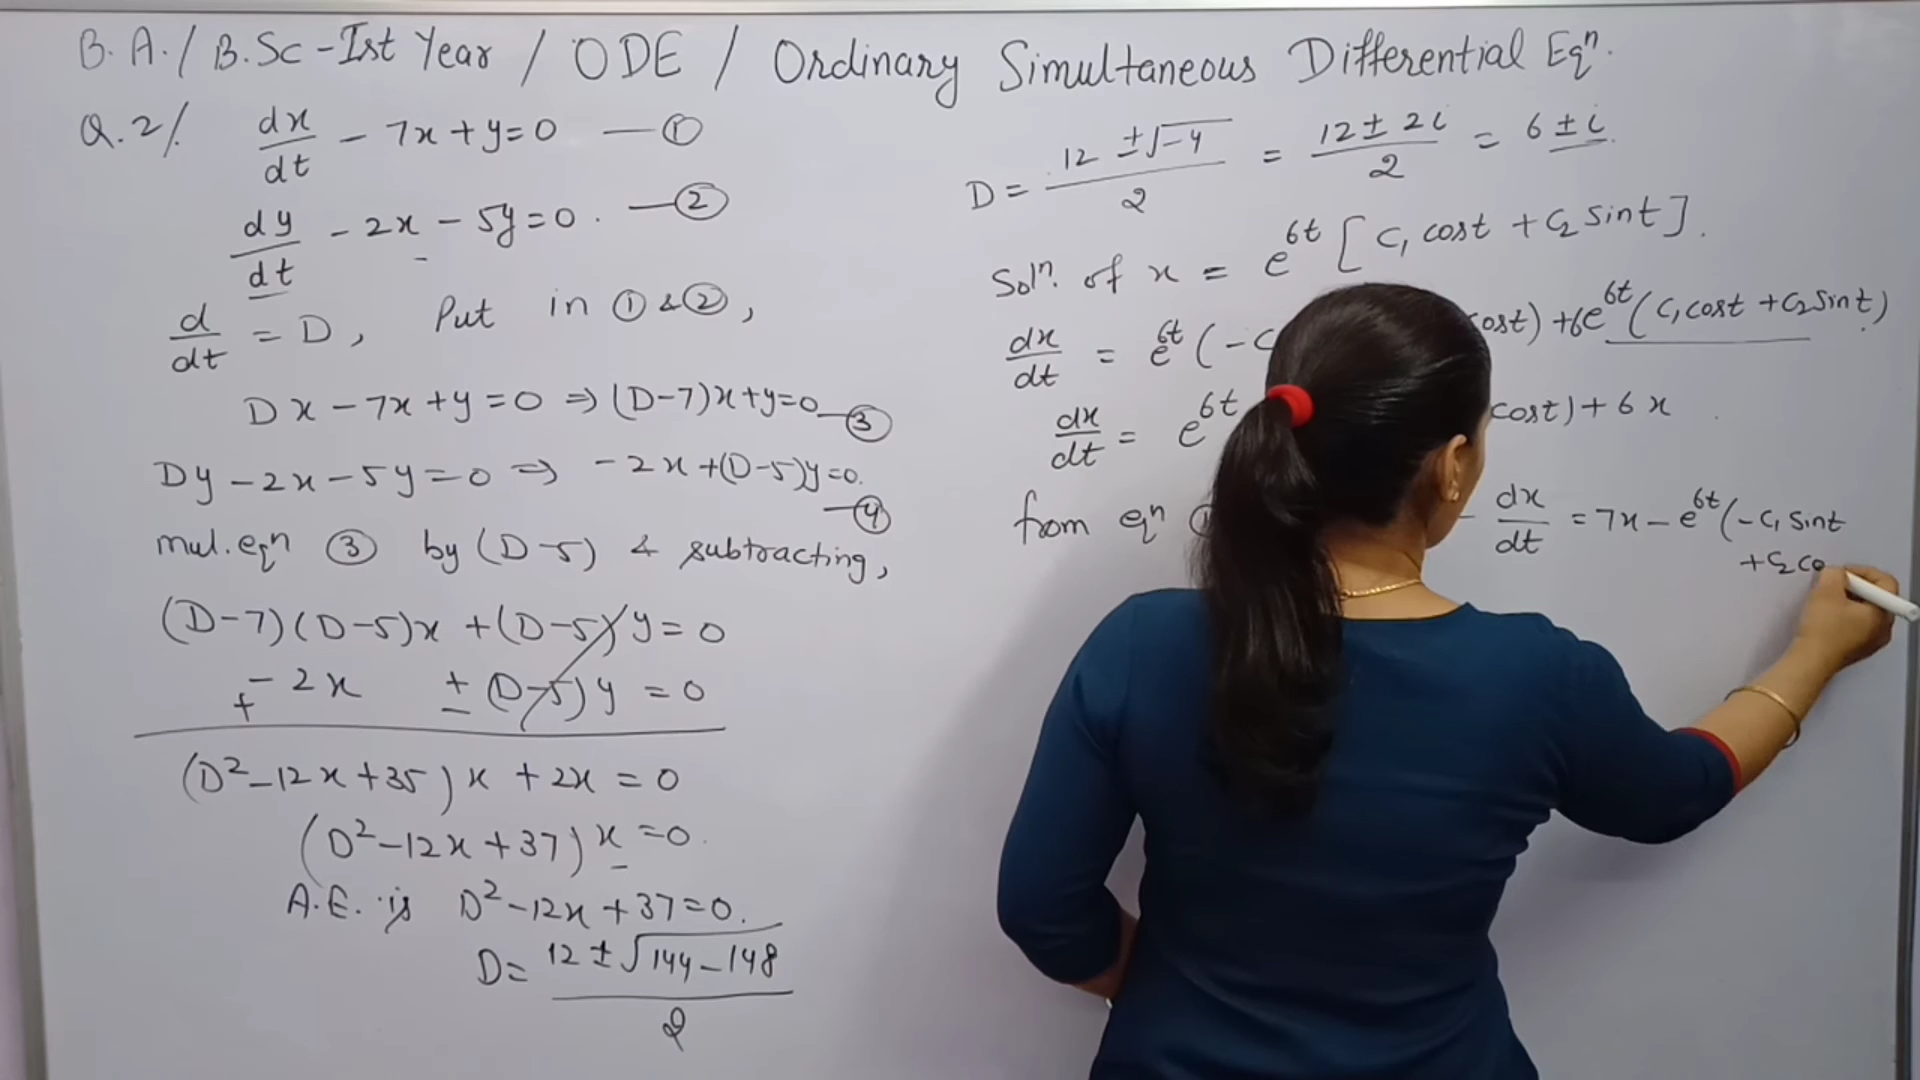 B.A./B.Sc-Ist Year / ODE / Ordinary Simultaneous Differential Eqⁿ.
Q.2/. dx/dt - 7x + y = 0 — ①
dy/dt - 2x - 5y = 0. — ②
d/dt = D, Put in ① & ②,
Dx - 7x + y = 0 ⇒ (D-7)x + y = 0 — ③
Dy - 2x - 5y = 0 ⇒ -2x + (D-5)y = 0. — ④
mul. eqⁿ ③ by (D-5) & subtracting,
(D-7)(D-5)x + (D-5)y = 0
+ - 2x ± (D-5)y = 0
(D² - 12x + 35)x + 2x = 0
(D² - 12x + 37)x = 0.
A.E. is D² - 12x + 37 = 0.
D = 12 ± √144 - 148 / 2
D = 12 ± √-4 / 2 = 12 ± 2i / 2 = 6 ± i
Solⁿ. of x = e^6t [C₁ cost + C₂ sint].
dx/dt = e^6t (-C cost) + 6e^6t (C₁ cost + C₂ sint)
dx/dt = e^6t cost) + 6x
from eqⁿ - dx/dt = 7x - e^6t (-C₁ sint
+ C₂ co